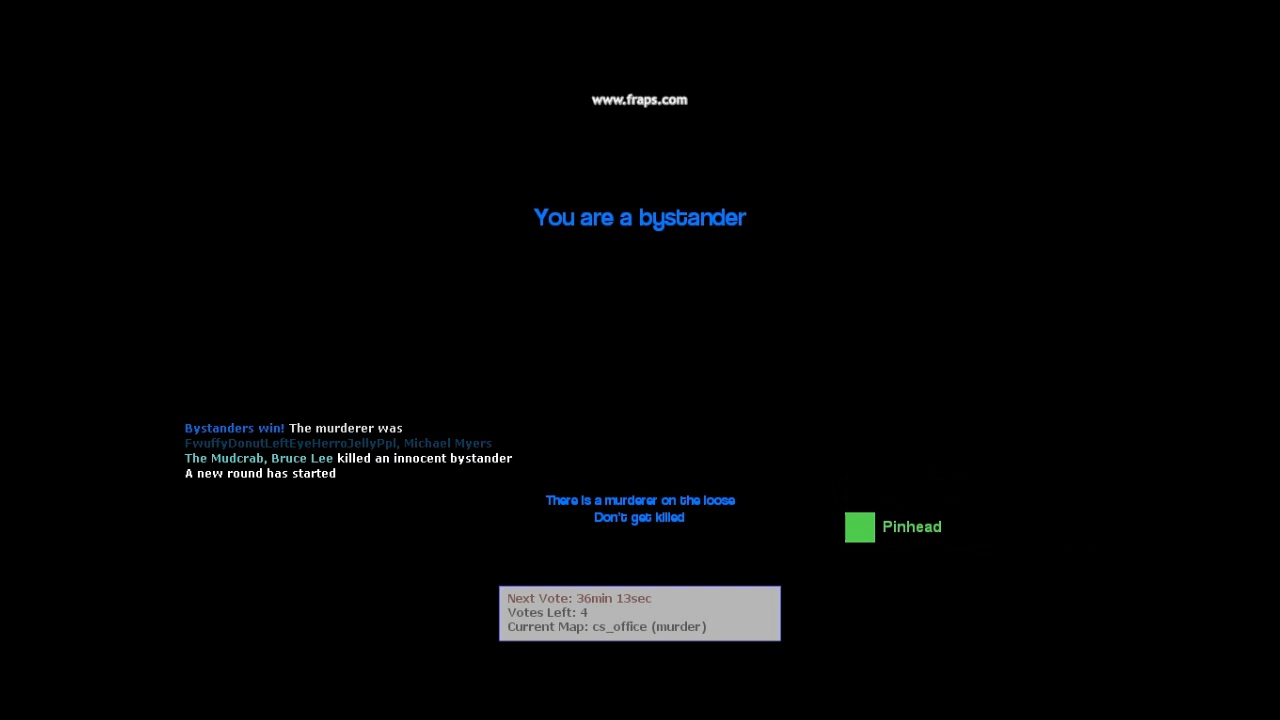 www.fraps.com
You are a bystander
Bystanders win! The murderer was
FwuffyDonutLeftEyeHerroJellyPpl, Michael Myers
The Mudcrab, Bruce Lee killed an innocent bystander
A new round has started
There is a murderer on the loose
Don't get killed
Pinhead
Next Vote: 36min 13sec
Votes Left: 4
Current Map: cs_office (murder)